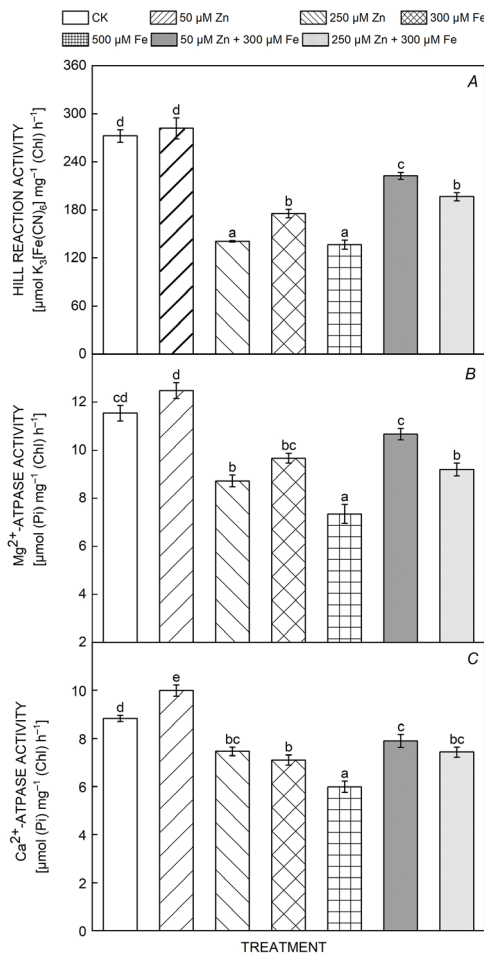 CK 50 µM Zn 250 µM Zn 300 µM Fe
500 µM Fe 50 µM Zn + 300 µM Fe 250 µM Zn + 300 µM Fe
A
HILL REACTION ACTIVITY
[µmol K₃[Fe(CN)₆] mg⁻¹ (Chl) h⁻¹]
360
300
240
180
120
60
0
d d a b a c b
B
Mg²⁺-ATPASE ACTIVITY
[µmol (Pi) mg⁻¹ (Chl) h⁻¹]
12
10
8
6
4
2
cd d b bc a c b
C
Ca²⁺-ATPASE ACTIVITY
[µmol (Pi) mg⁻¹ (Chl) h⁻¹]
10
8
6
4
2
0
d e bc b a c bc
TREATMENT